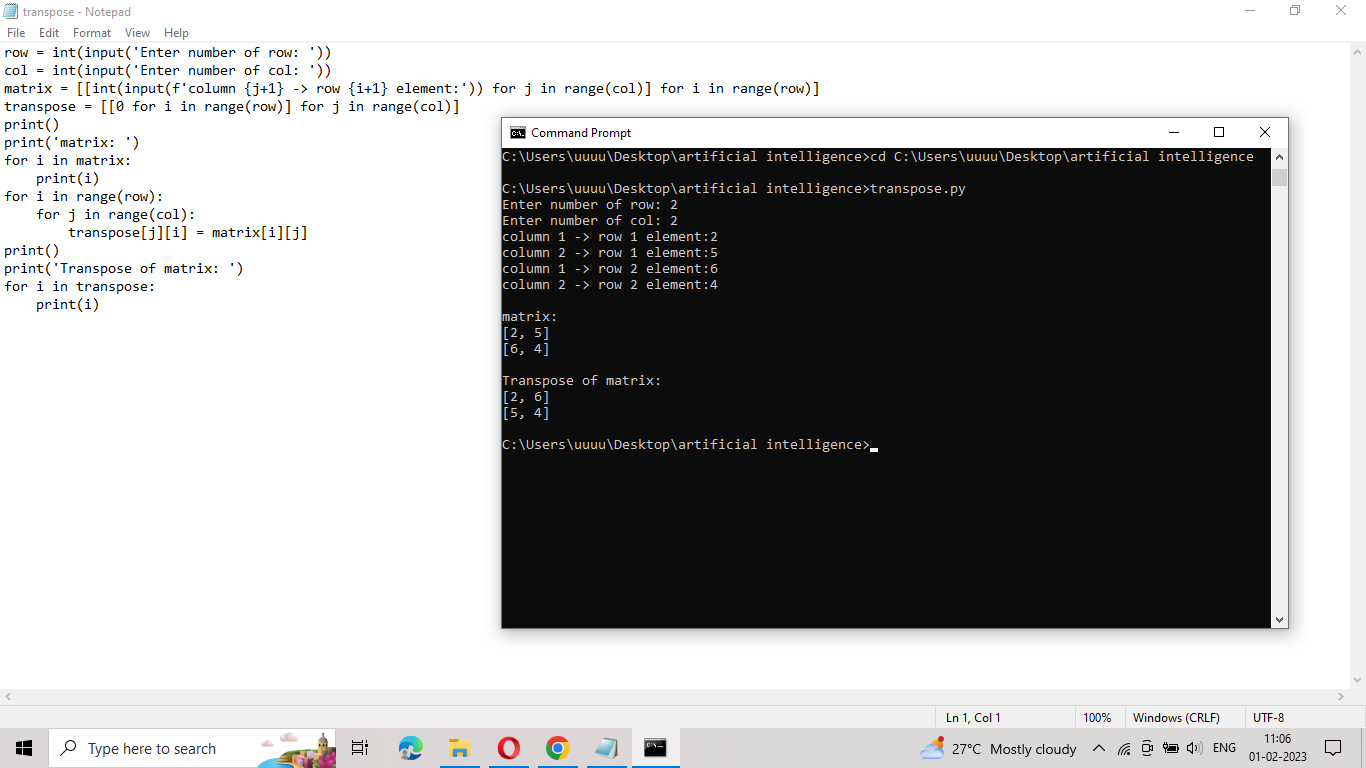 transpose - Notepad
File Edit Format View Help
row = int(input('Enter number of row: '))
col = int(input('Enter number of col: '))
matrix = [[int(input(f'column {j+1} -> row {i+1} element:')) for j in range(col)] for i in range(row)]
transpose = [[0 for i in range(row)] for j in range(col)]
print()
print('matrix: ')
for i in matrix:
    print(i)
for i in range(row):
    for j in range(col):
        transpose[j][i] = matrix[i][j]
print()
print('Transpose of matrix: ')
for i in transpose:
    print(i)
Command Prompt
C:\Users\uuuu\Desktop\artificial intelligence>cd C:\Users\uuuu\Desktop\artificial intelligence
C:\Users\uuuu\Desktop\artificial intelligence>transpose.py
Enter number of row: 2
Enter number of col: 2
column 1 -> row 1 element:2
column 2 -> row 1 element:5
column 1 -> row 2 element:6
column 2 -> row 2 element:4
matrix:
[2, 5]
[6, 4]
Transpose of matrix:
[2, 6]
[5, 4]
C:\Users\uuuu\Desktop\artificial intelligence>
Ln 1, Col 1 100% Windows (CRLF) UTF-8
Type here to search
27°C Mostly cloudy ENG
11:06
01-02-2023